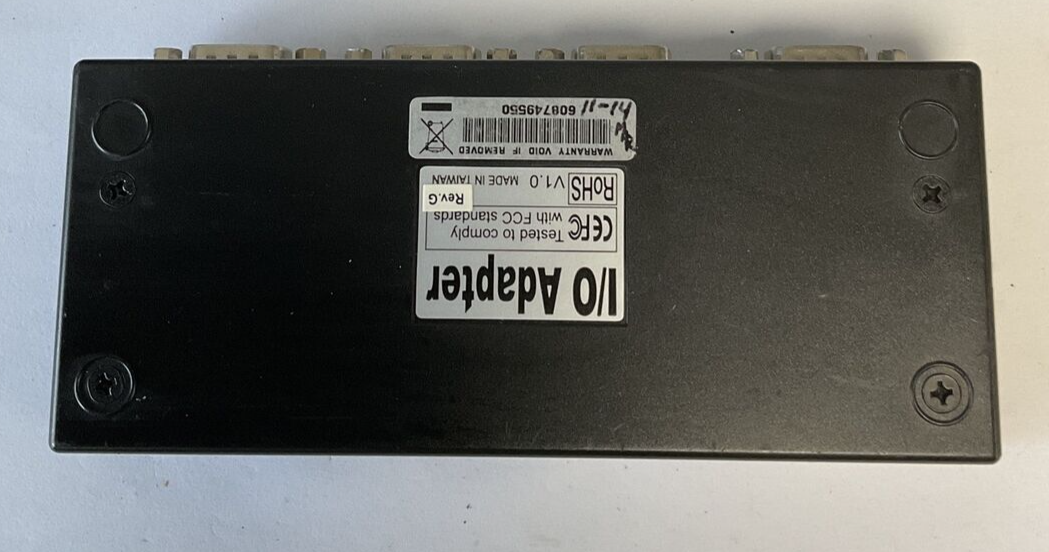 I/O Adapter
CE FC Tested to comply
with FCC standards
Rev.G
RoHS V1.0 MADE IN TAIWAN
WARRANTY VOID IF REMOVED
608749550
11-14